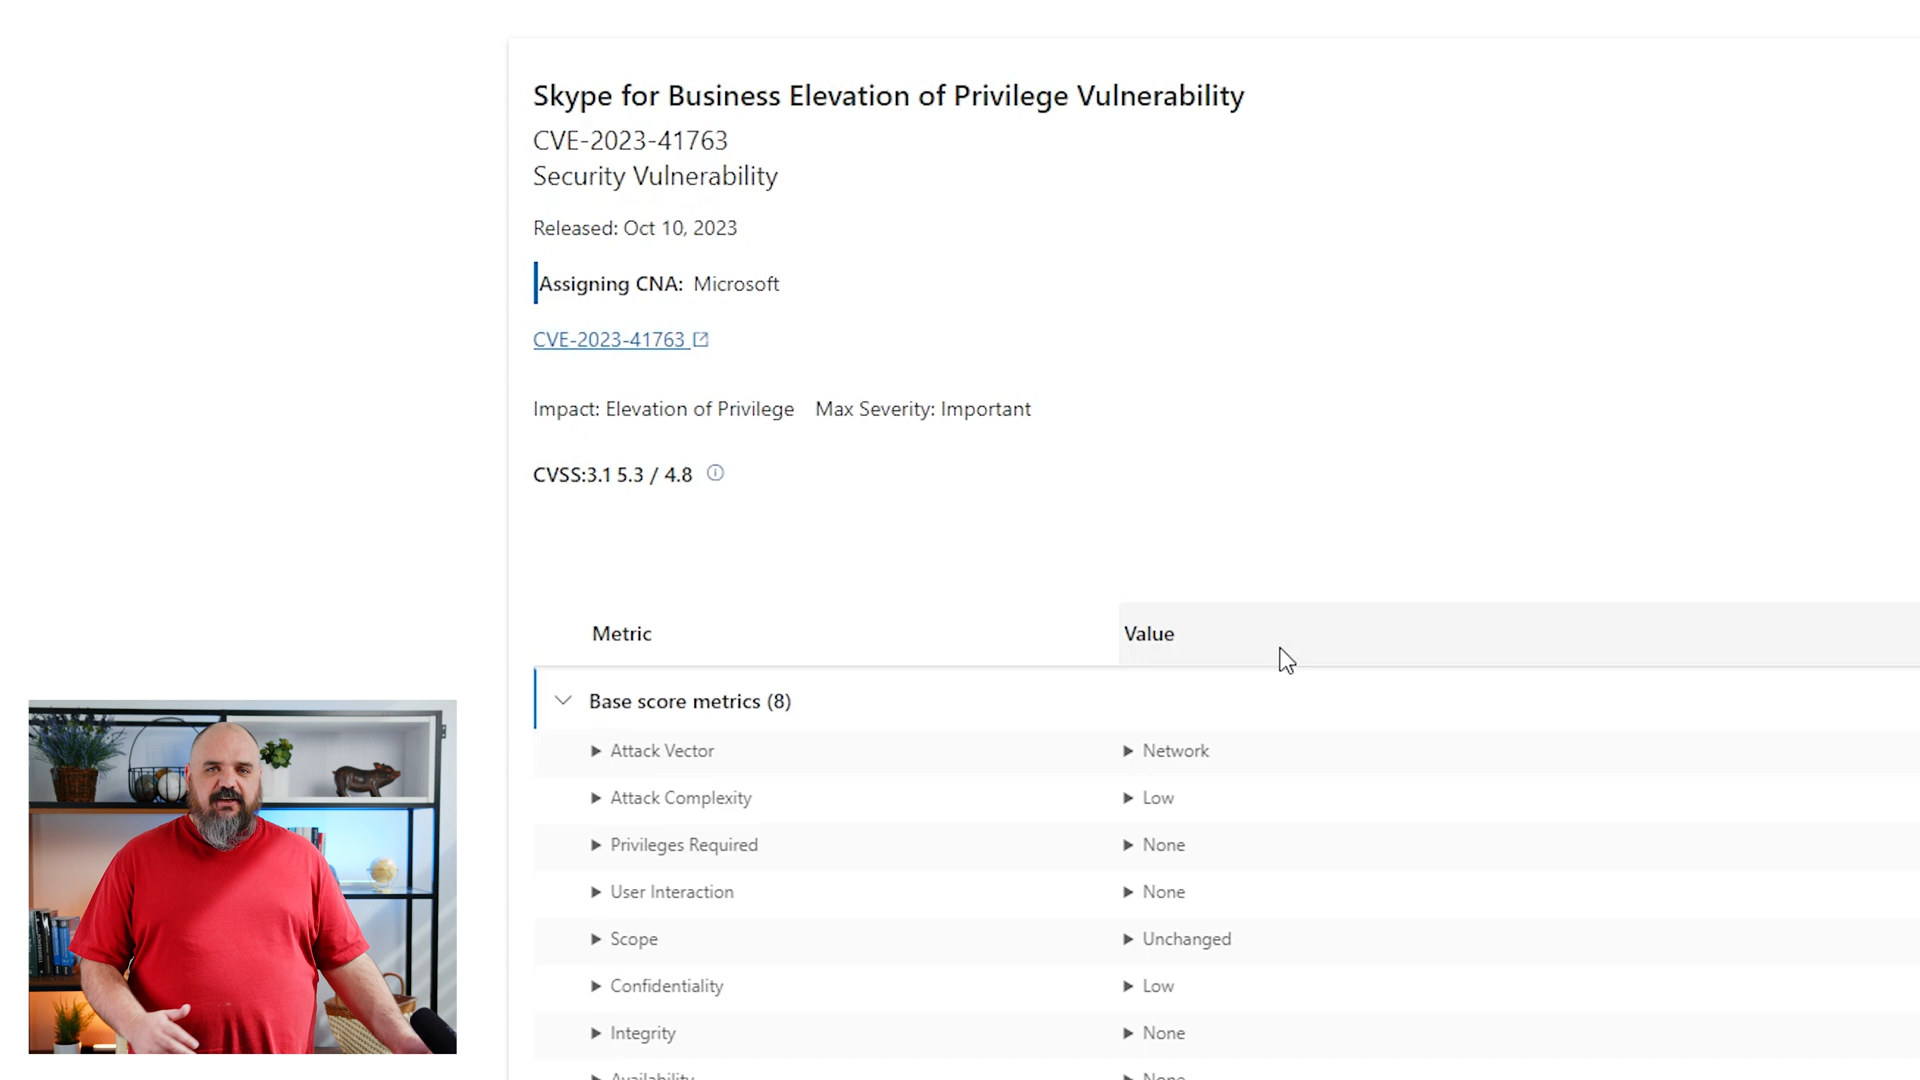 Skype for Business Elevation of Privilege Vulnerability
CVE-2023-41763
Security Vulnerability
Released: Oct 10, 2023
Assigning CNA: Microsoft
CVE-2023-41763
Impact: Elevation of Privilege Max Severity: Important
CVSS:3.1 5.3 / 4.8
Metric Value
Base score metrics (8)
Attack Vector Network
Attack Complexity Low
Privileges Required None
User Interaction None
Scope Unchanged
Confidentiality Low
Integrity None
Availability None